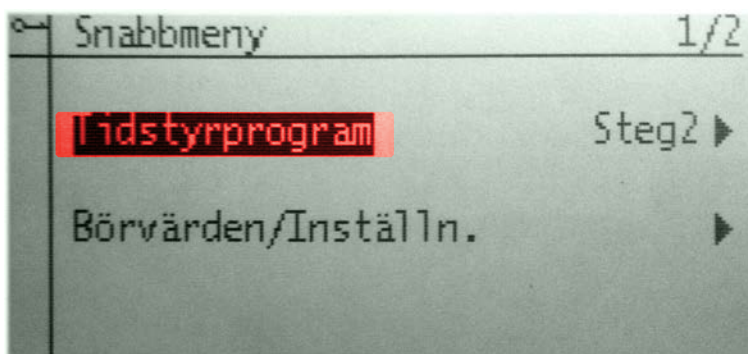 Snabbmeny 1/2
Tidstyrprogram Steg2
Börvärden/Inställn.